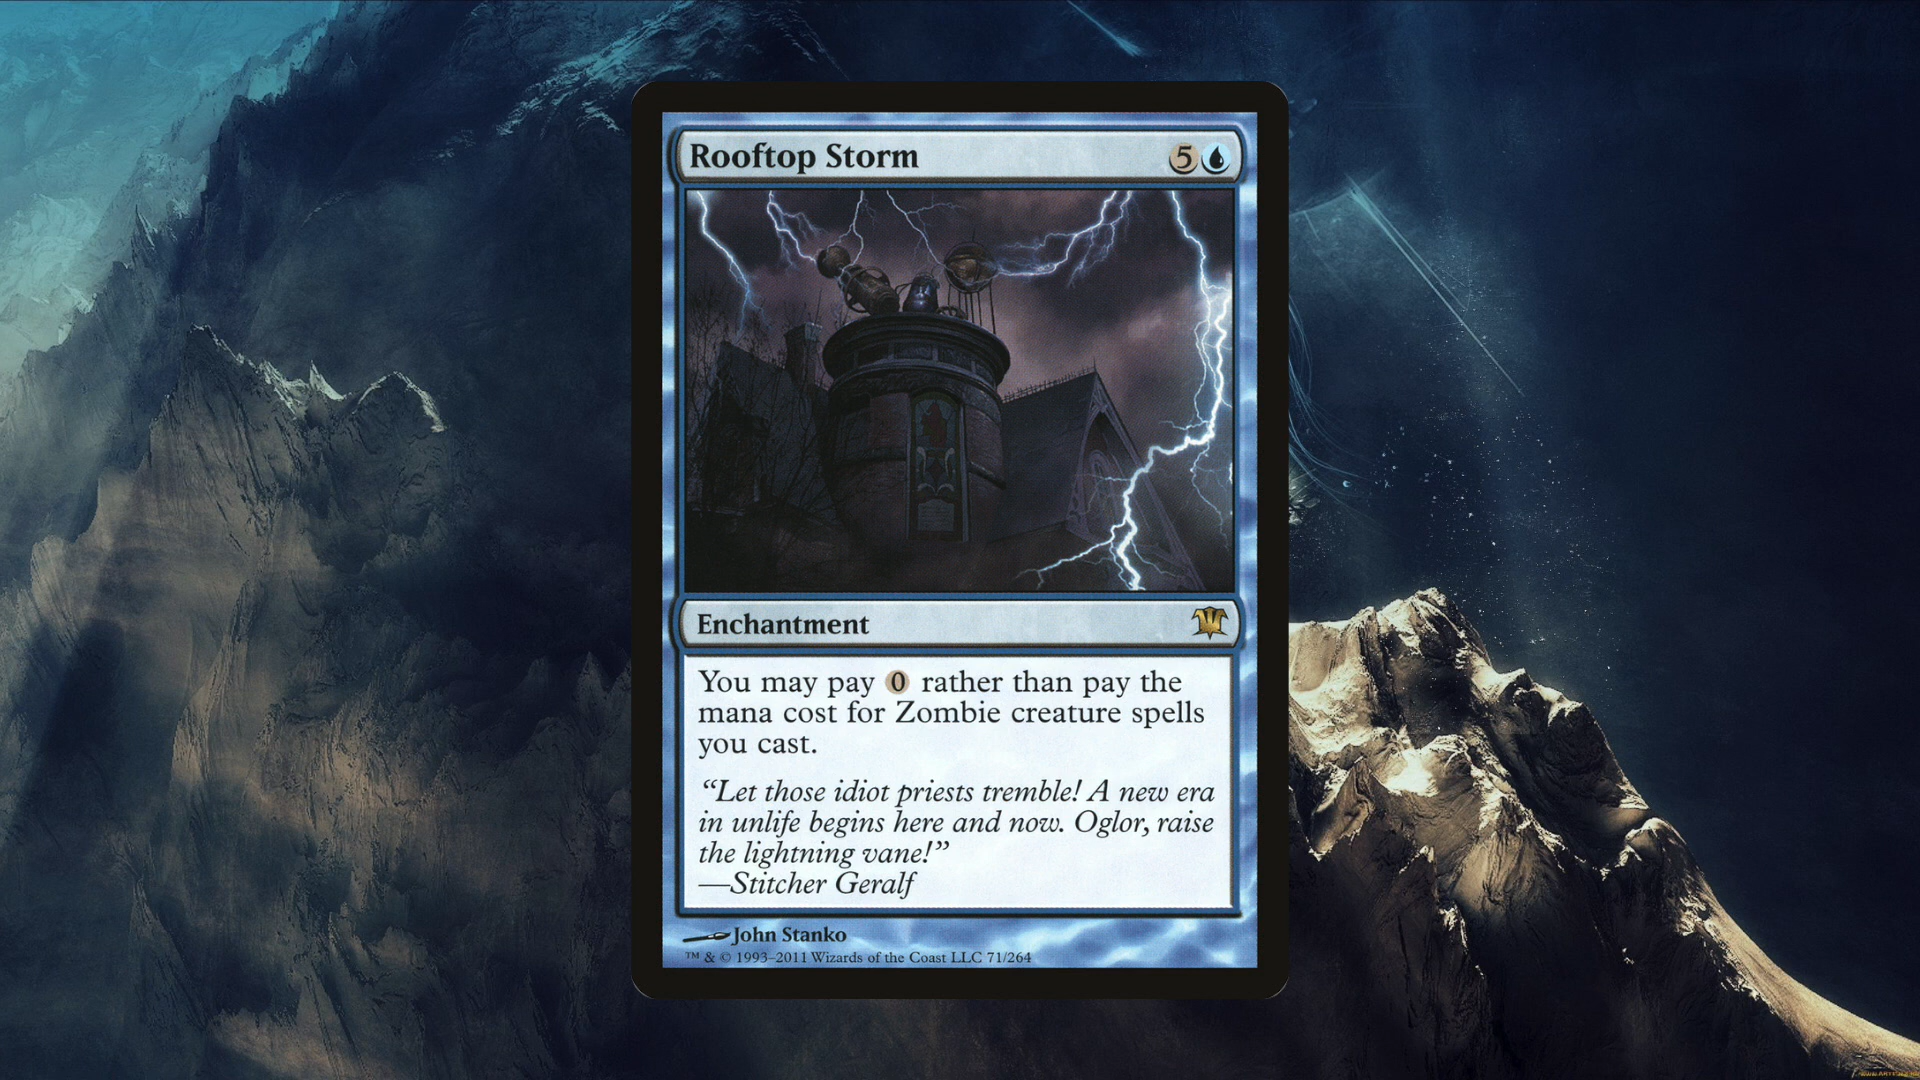 Rooftop Storm 5
Enchantment
You may pay 0 rather than pay the
mana cost for Zombie creature spells
you cast.
“Let those idiot priests tremble! A new era
in unlife begins here and now. Oglor, raise
the lightning vane!”
—Stitcher Geralf
John Stanko
™ & © 1993–2011 Wizards of the Coast LLC 71/264